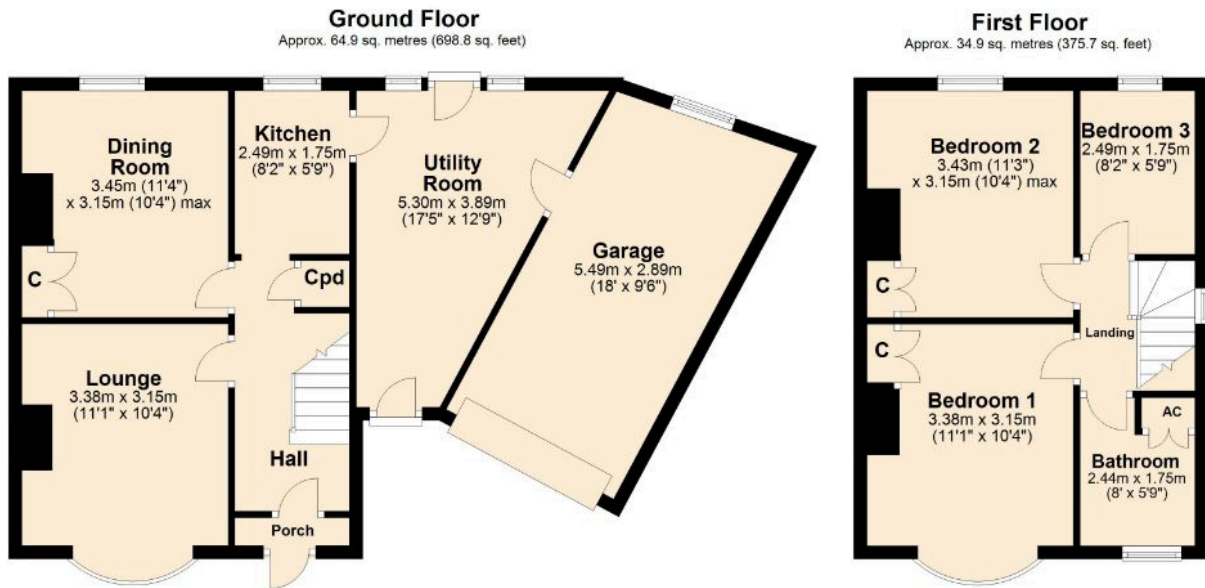 Ground Floor
Approx. 64.9 sq. metres (698.8 sq. feet)
Dining
Room
3.45m (11'4")
x 3.15m (10'4") max
Kitchen
2.49m x 1.75m
(8'2" x 5'9")
Utility
Room
5.30m x 3.89m
(17'5" x 12'9")
Garage
5.49m x 2.89m
(18' x 9'6")
C
Cpd
Lounge
3.38m x 3.15m
(11'1" x 10'4")
Hall
Porch
First Floor
Approx. 34.9 sq. metres (375.7 sq. feet)
Bedroom 2
3.43m (11'3")
x 3.15m (10'4") max
Bedroom 3
2.49m x 1.75m
(8'2" x 5'9")
C
C
Landing
Bedroom 1
3.38m x 3.15m
(11'1" x 10'4")
AC
Bathroom
2.44m x 1.75m
(8' x 5'9")